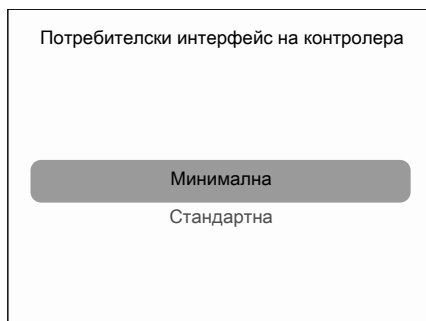 Потребителски интерфейс на контролера
Минимална
Стандартна